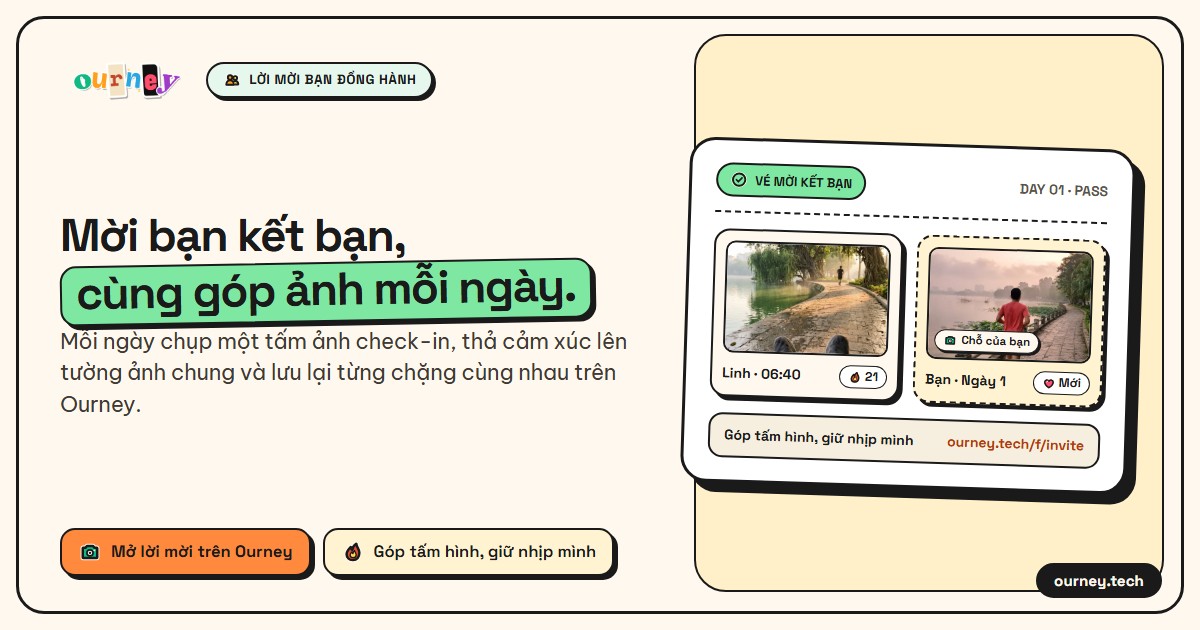 ourney
LỜI MỜI BẠN ĐỒNG HÀNH
Mời bạn kết bạn,
cùng góp ảnh mỗi ngày.
Mỗi ngày chụp một tấm ảnh check-in, thả cảm xúc lên
tường ảnh chung và lưu lại từng chặng cùng nhau trên
Ourney.
Mở lời mời trên Ourney
Góp tấm hình, giữ nhịp mình
VÉ MỜI KẾT BẠN
DAY 01 · PASS
Linh · 06:40
21
Chỗ của bạn
Bạn · Ngày 1
Mới
Góp tấm hình, giữ nhịp mình
ourney.tech/f/invite
ourney.tech